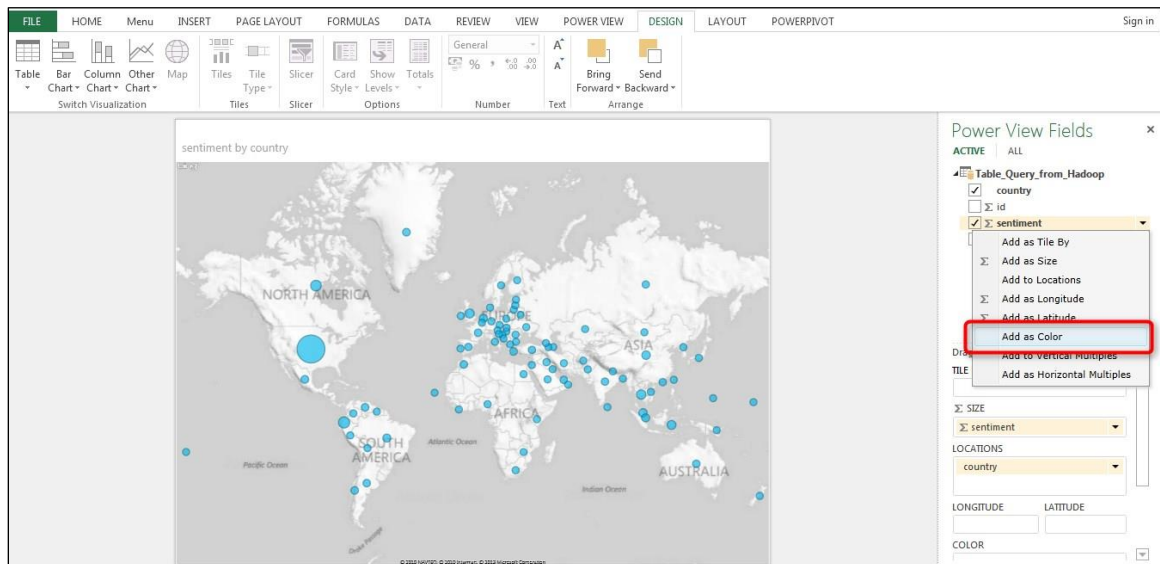 FILE HOME Menu INSERT PAGE LAYOUT FORMULAS DATA REVIEW VIEW POWER VIEW DESIGN LAYOUT POWERPIVOT Sign in
Table Bar Chart Column Chart Other Chart Map Tiles Tile Type Slicer Card Style Show Levels Totals General % , .00 A A Bring Forward Send Backward
Switch Visualization Tiles Slicer Options Number Text Arrange
sentiment by country
NORTH AMERICA
EUROPE
ASIA
AFRICA
SOUTH AMERICA
AUSTRALIA
Atlantic Ocean
Pacific Ocean
Indian Ocean
Drake Passage
Power View Fields
ACTIVE ALL
Table_Query_from_Hadoop
country
Σ id
Σ sentiment
Add as Tile By
Σ Add as Size
Add to Locations
Σ Add as Longitude
Σ Add as Latitude
Add as Color
Add to Vertical Multiples
Add as Horizontal Multiples
Drag
TILE
Σ SIZE
Σ sentiment
LOCATIONS
country
LONGITUDE LATITUDE
COLOR